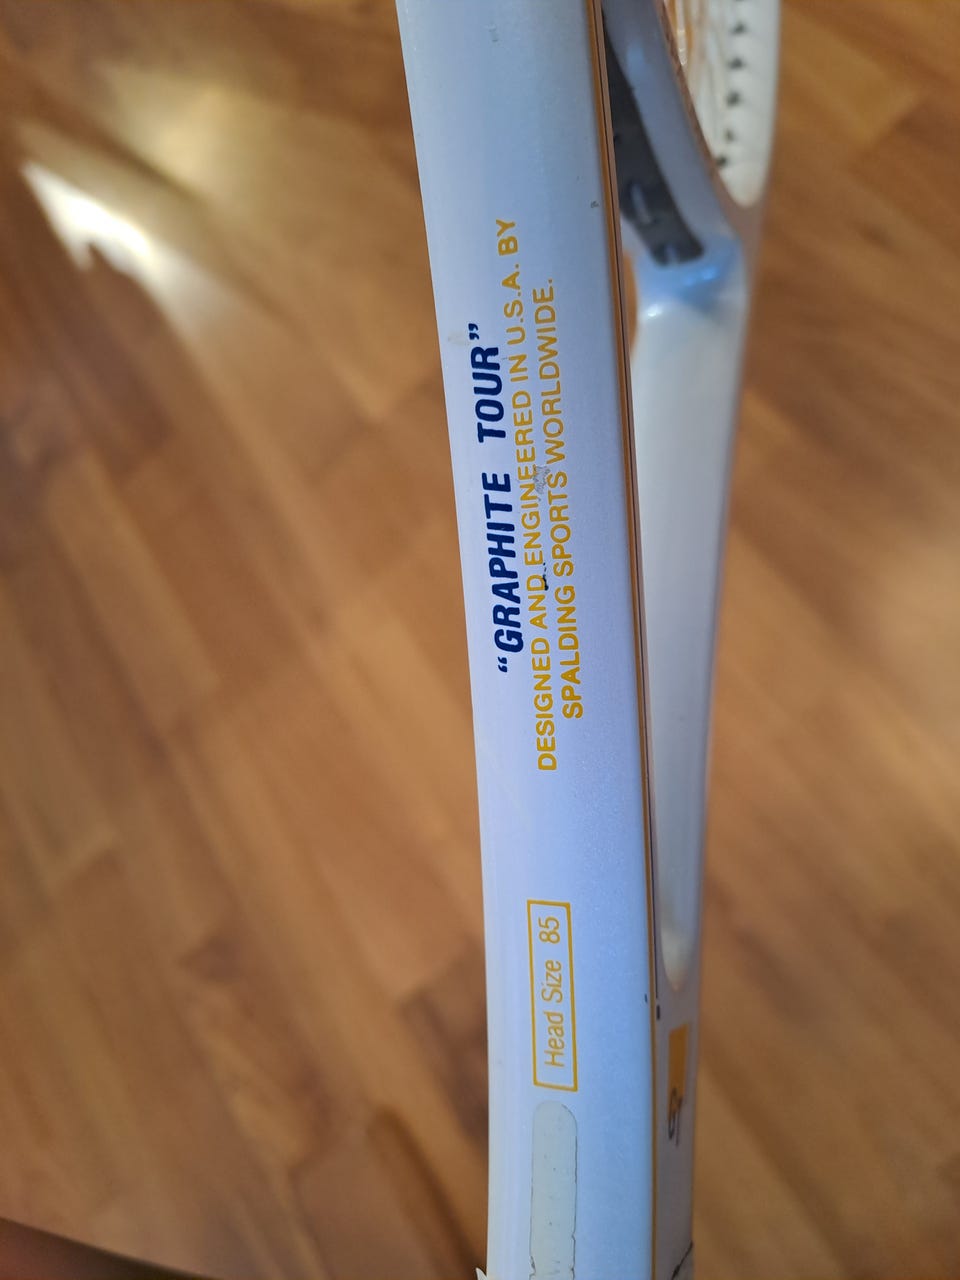 “GRAPHITE TOUR”
DESIGNED AND ENGINEERED IN U.S.A. BY
SPALDING SPORTS WORLDWIDE.
Head Size 85